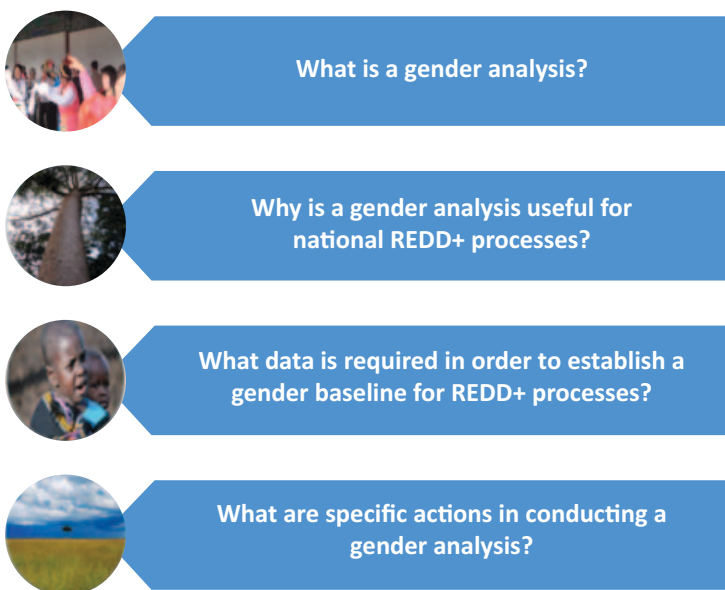 What is a gender analysis?
Why is a gender analysis useful for
national REDD+ processes?
What data is required in order to establish a
gender baseline for REDD+ processes?
What are specific actions in conducting a
gender analysis?